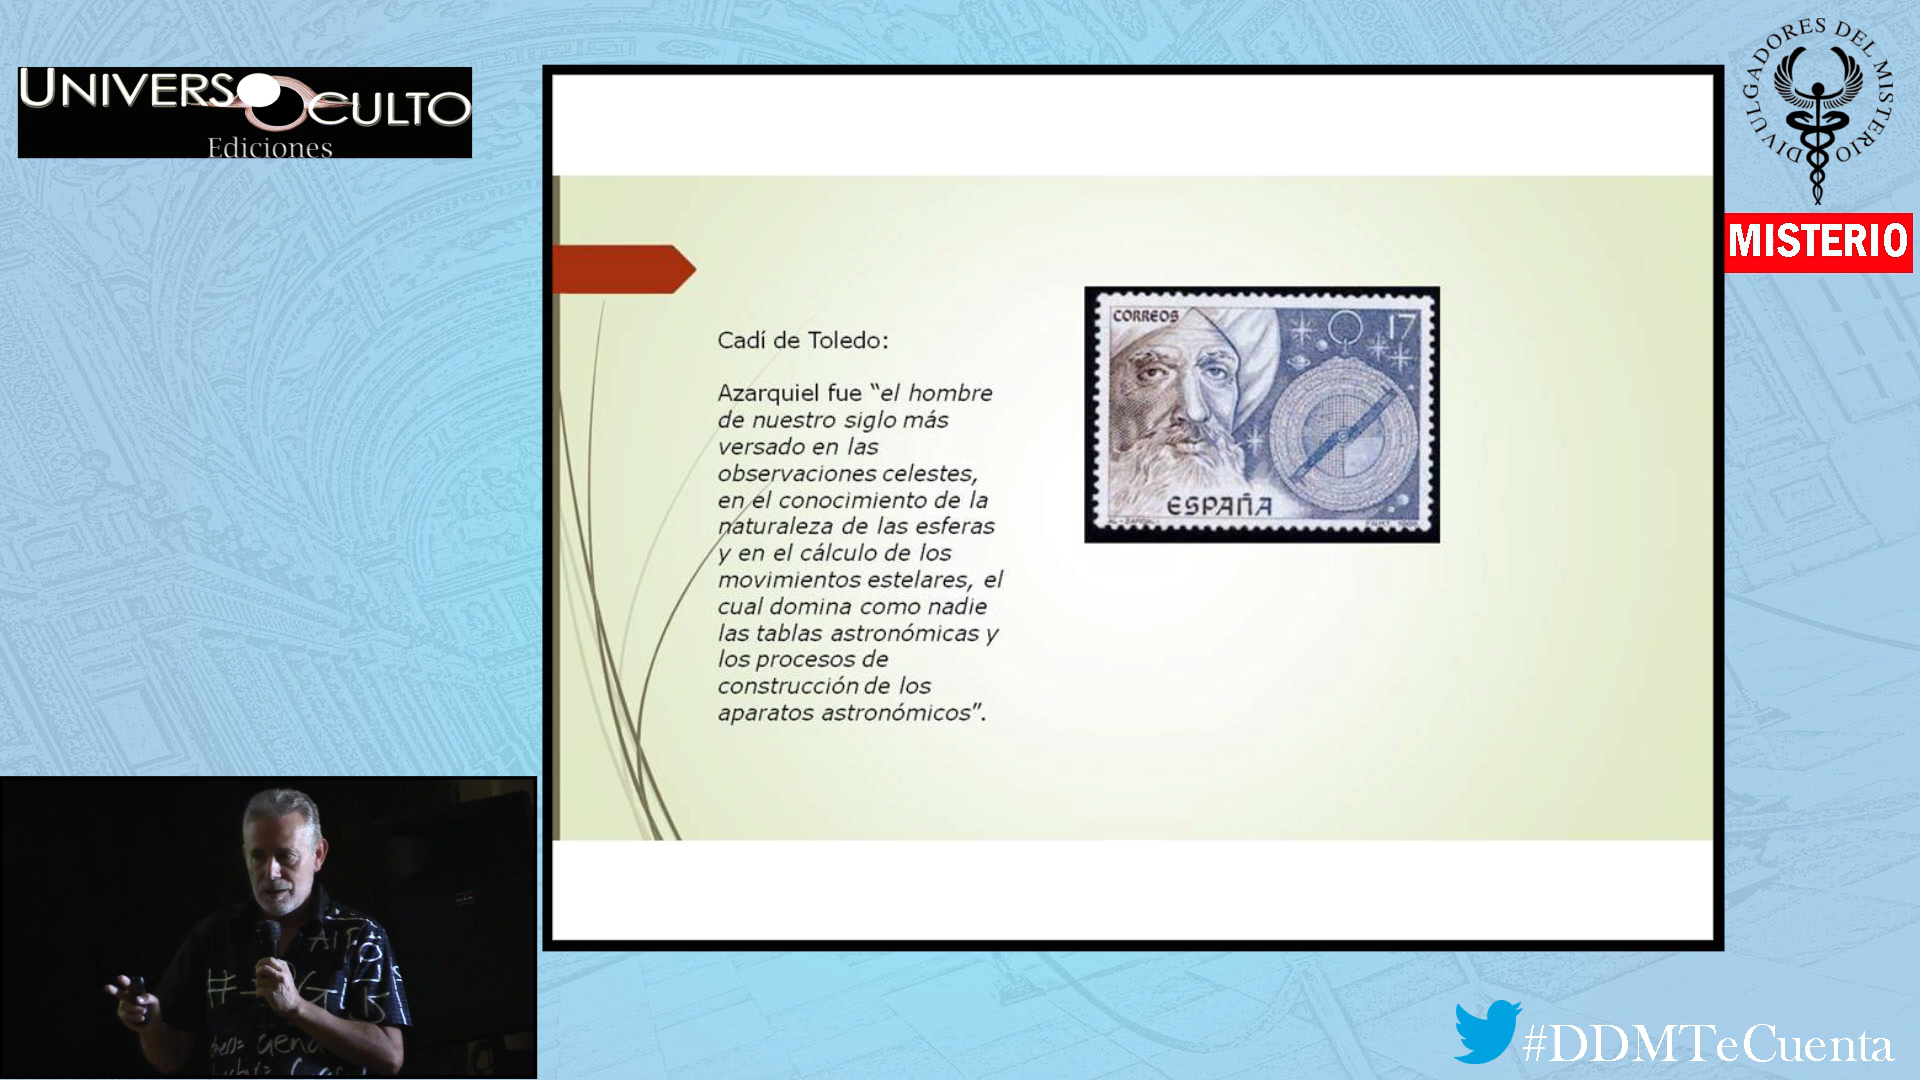 UNIVERSO OCULTO
Ediciones
DIVULGADORES DEL MISTERIO
MISTERIO
Cadí de Toledo:
Azarquiel fue “el hombre
de nuestro siglo más
versado en las
observaciones celestes,
en el conocimiento de la
naturaleza de las esferas
y en el cálculo de los
movimientos estelares, el
cual domina como nadie
las tablas astronómicas y
los procesos de
construcción de los
aparatos astronómicos”.
CORREOS
17
ESPAÑA
#DDMTeCuenta